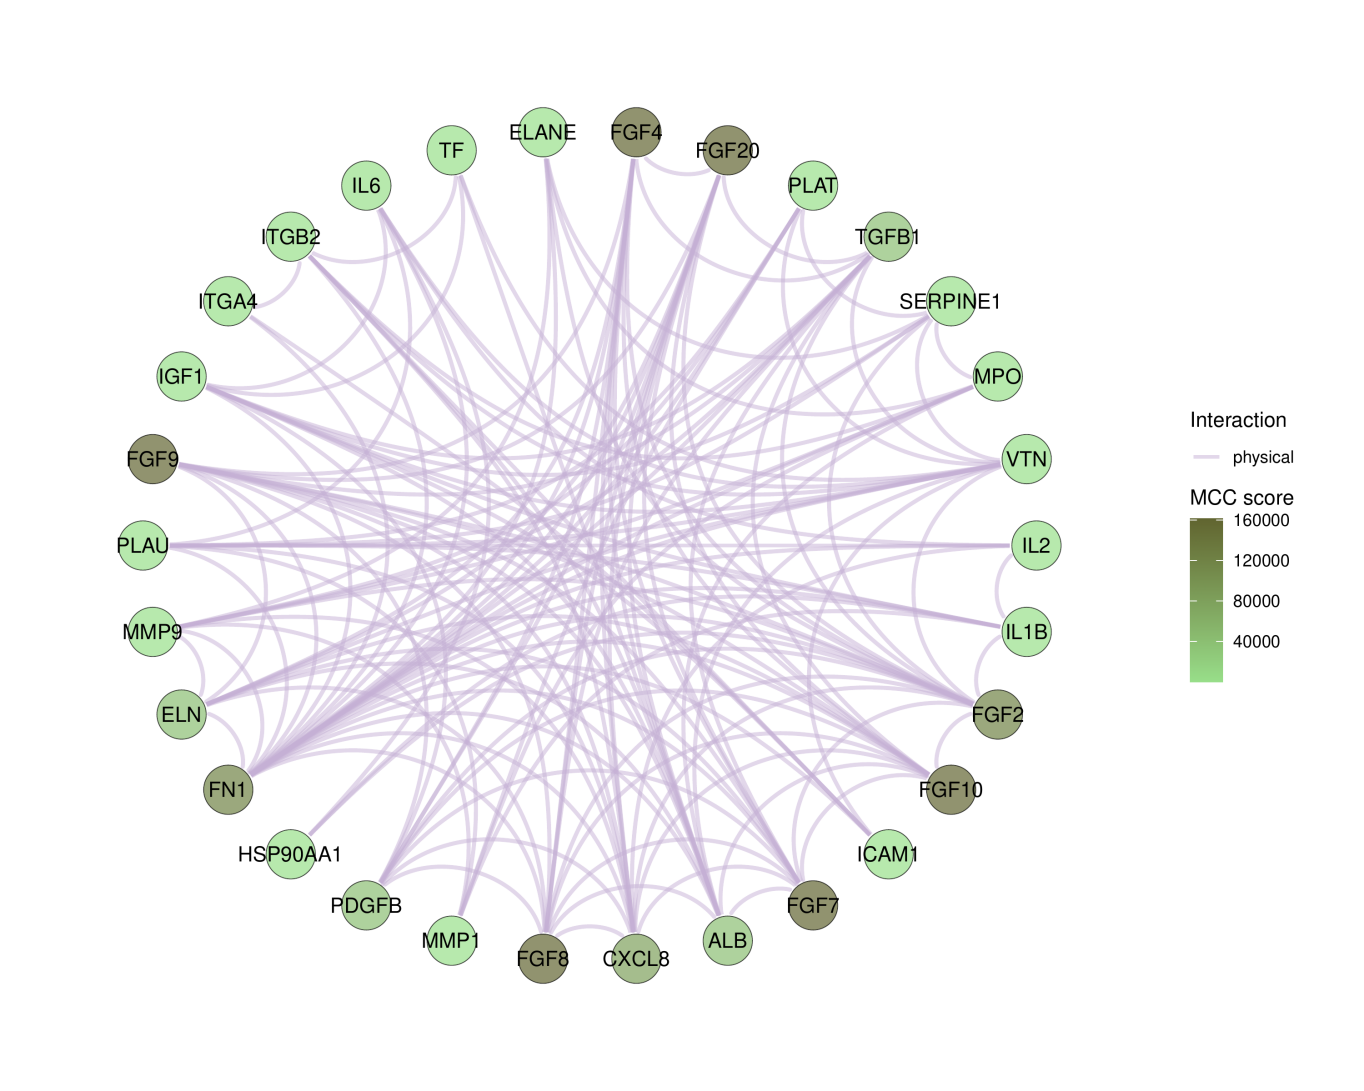 ELANE
FGF4
TF
FGF20
IL6
PLAT
ITGB2
TGFB1
ITGA4
SERPINE1
IGF1
MPO
FGF9
VTN
PLAU
IL2
MMP9
IL1B
ELN
FGF2
FN1
FGF10
HSP90AA1
ICAM1
PDGFB
FGF7
MMP1
ALB
FGF8
CXCL8
Interaction
physical
MCC score
160000
120000
80000
40000